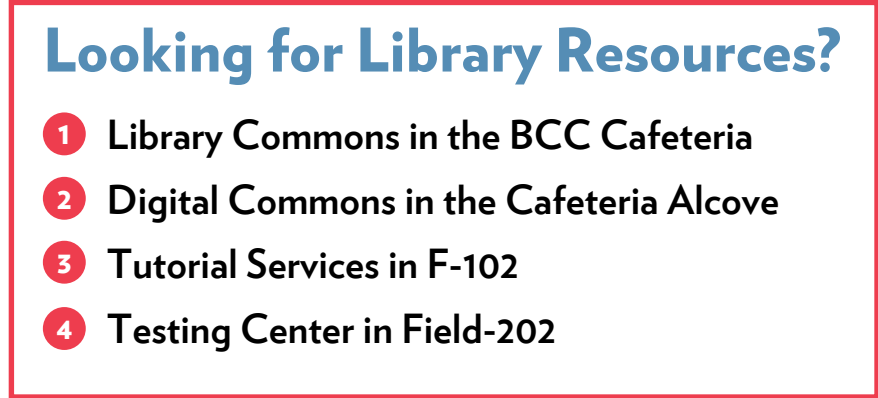 Looking for Library Resources?
1 Library Commons in the BCC Cafeteria
2 Digital Commons in the Cafeteria Alcove
3 Tutorial Services in F-102
4 Testing Center in Field-202